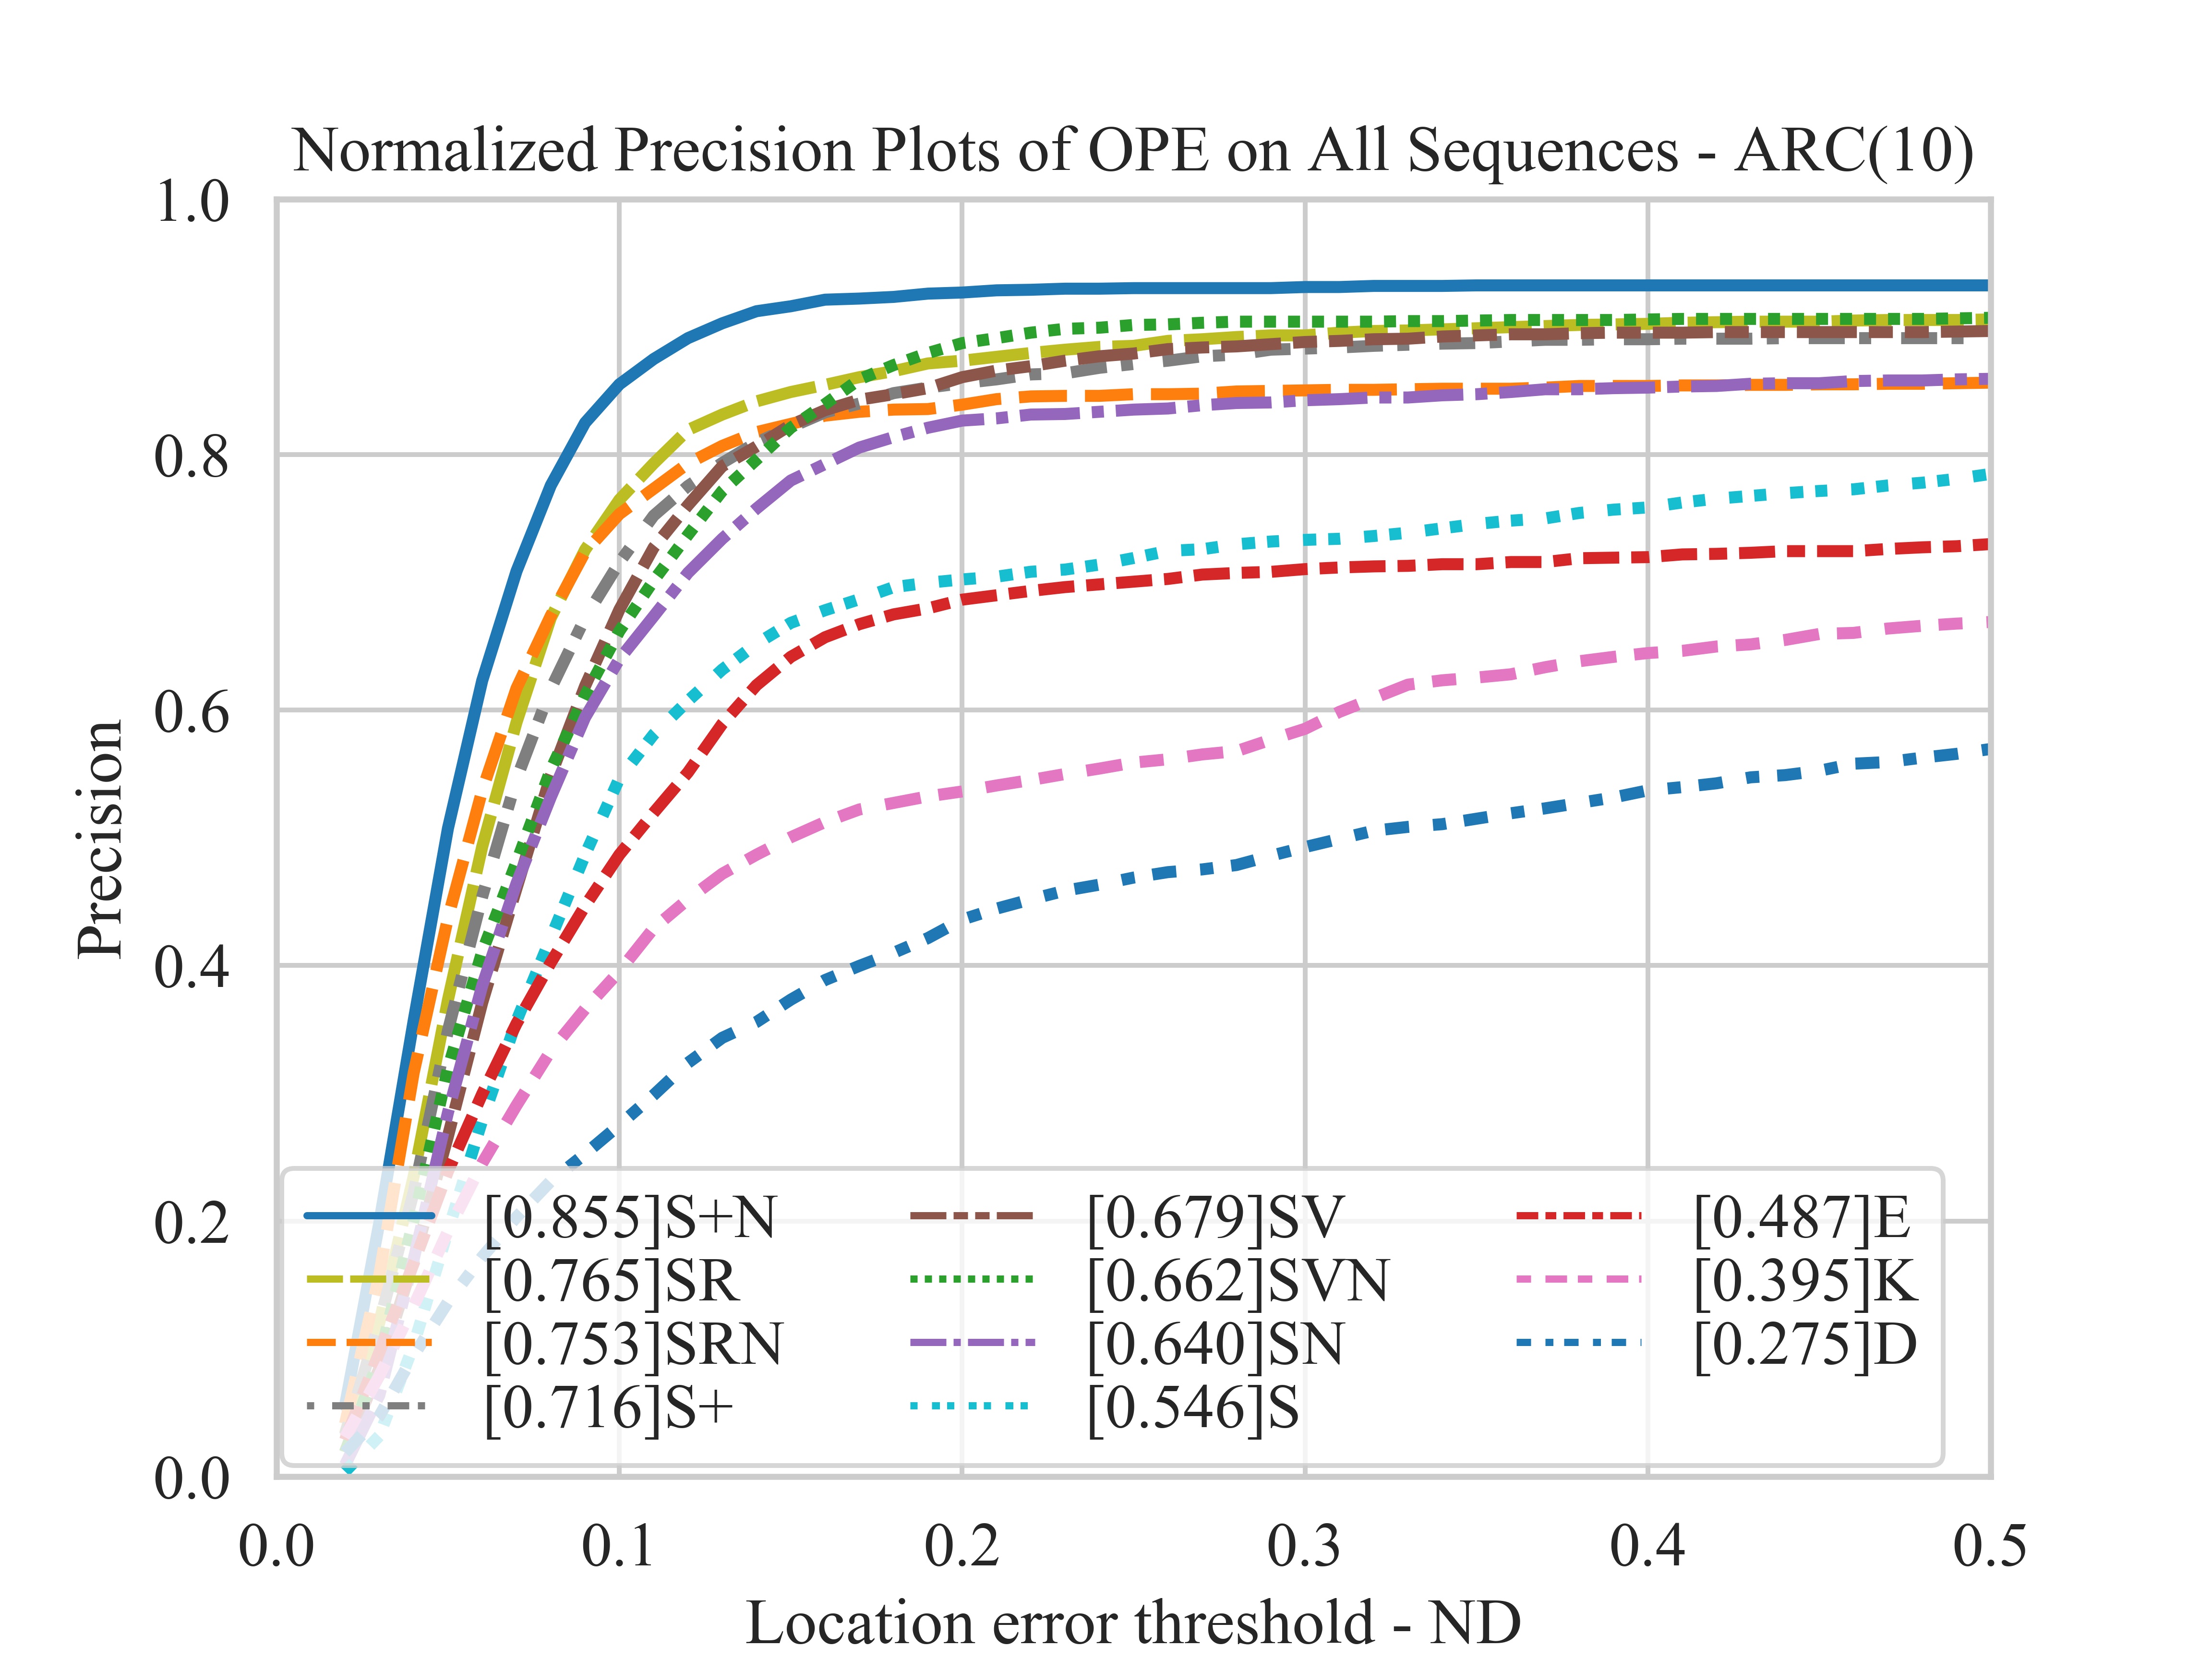 Normalized Precision Plots of OPE on All Sequences - ARC(10)
1.0
0.8
0.6
0.4
0.2
0.0
Precision
[0.855]S+N
[0.765]SR
[0.753]SRN
[0.716]S+
[0.679]SV
[0.662]SVN
[0.640]SN
[0.546]S
[0.487]E
[0.395]K
[0.275]D
0.0 0.1 0.2 0.3 0.4 0.5
Location error threshold - ND